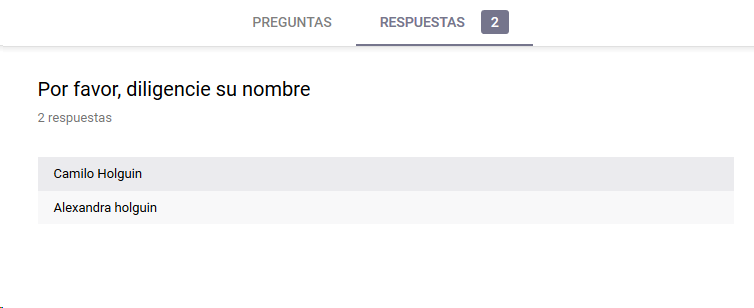 PREGUNTAS
RESPUESTAS 2
Por favor, diligencie su nombre
2 respuestas
Camilo Holguin
Alexandra holguin